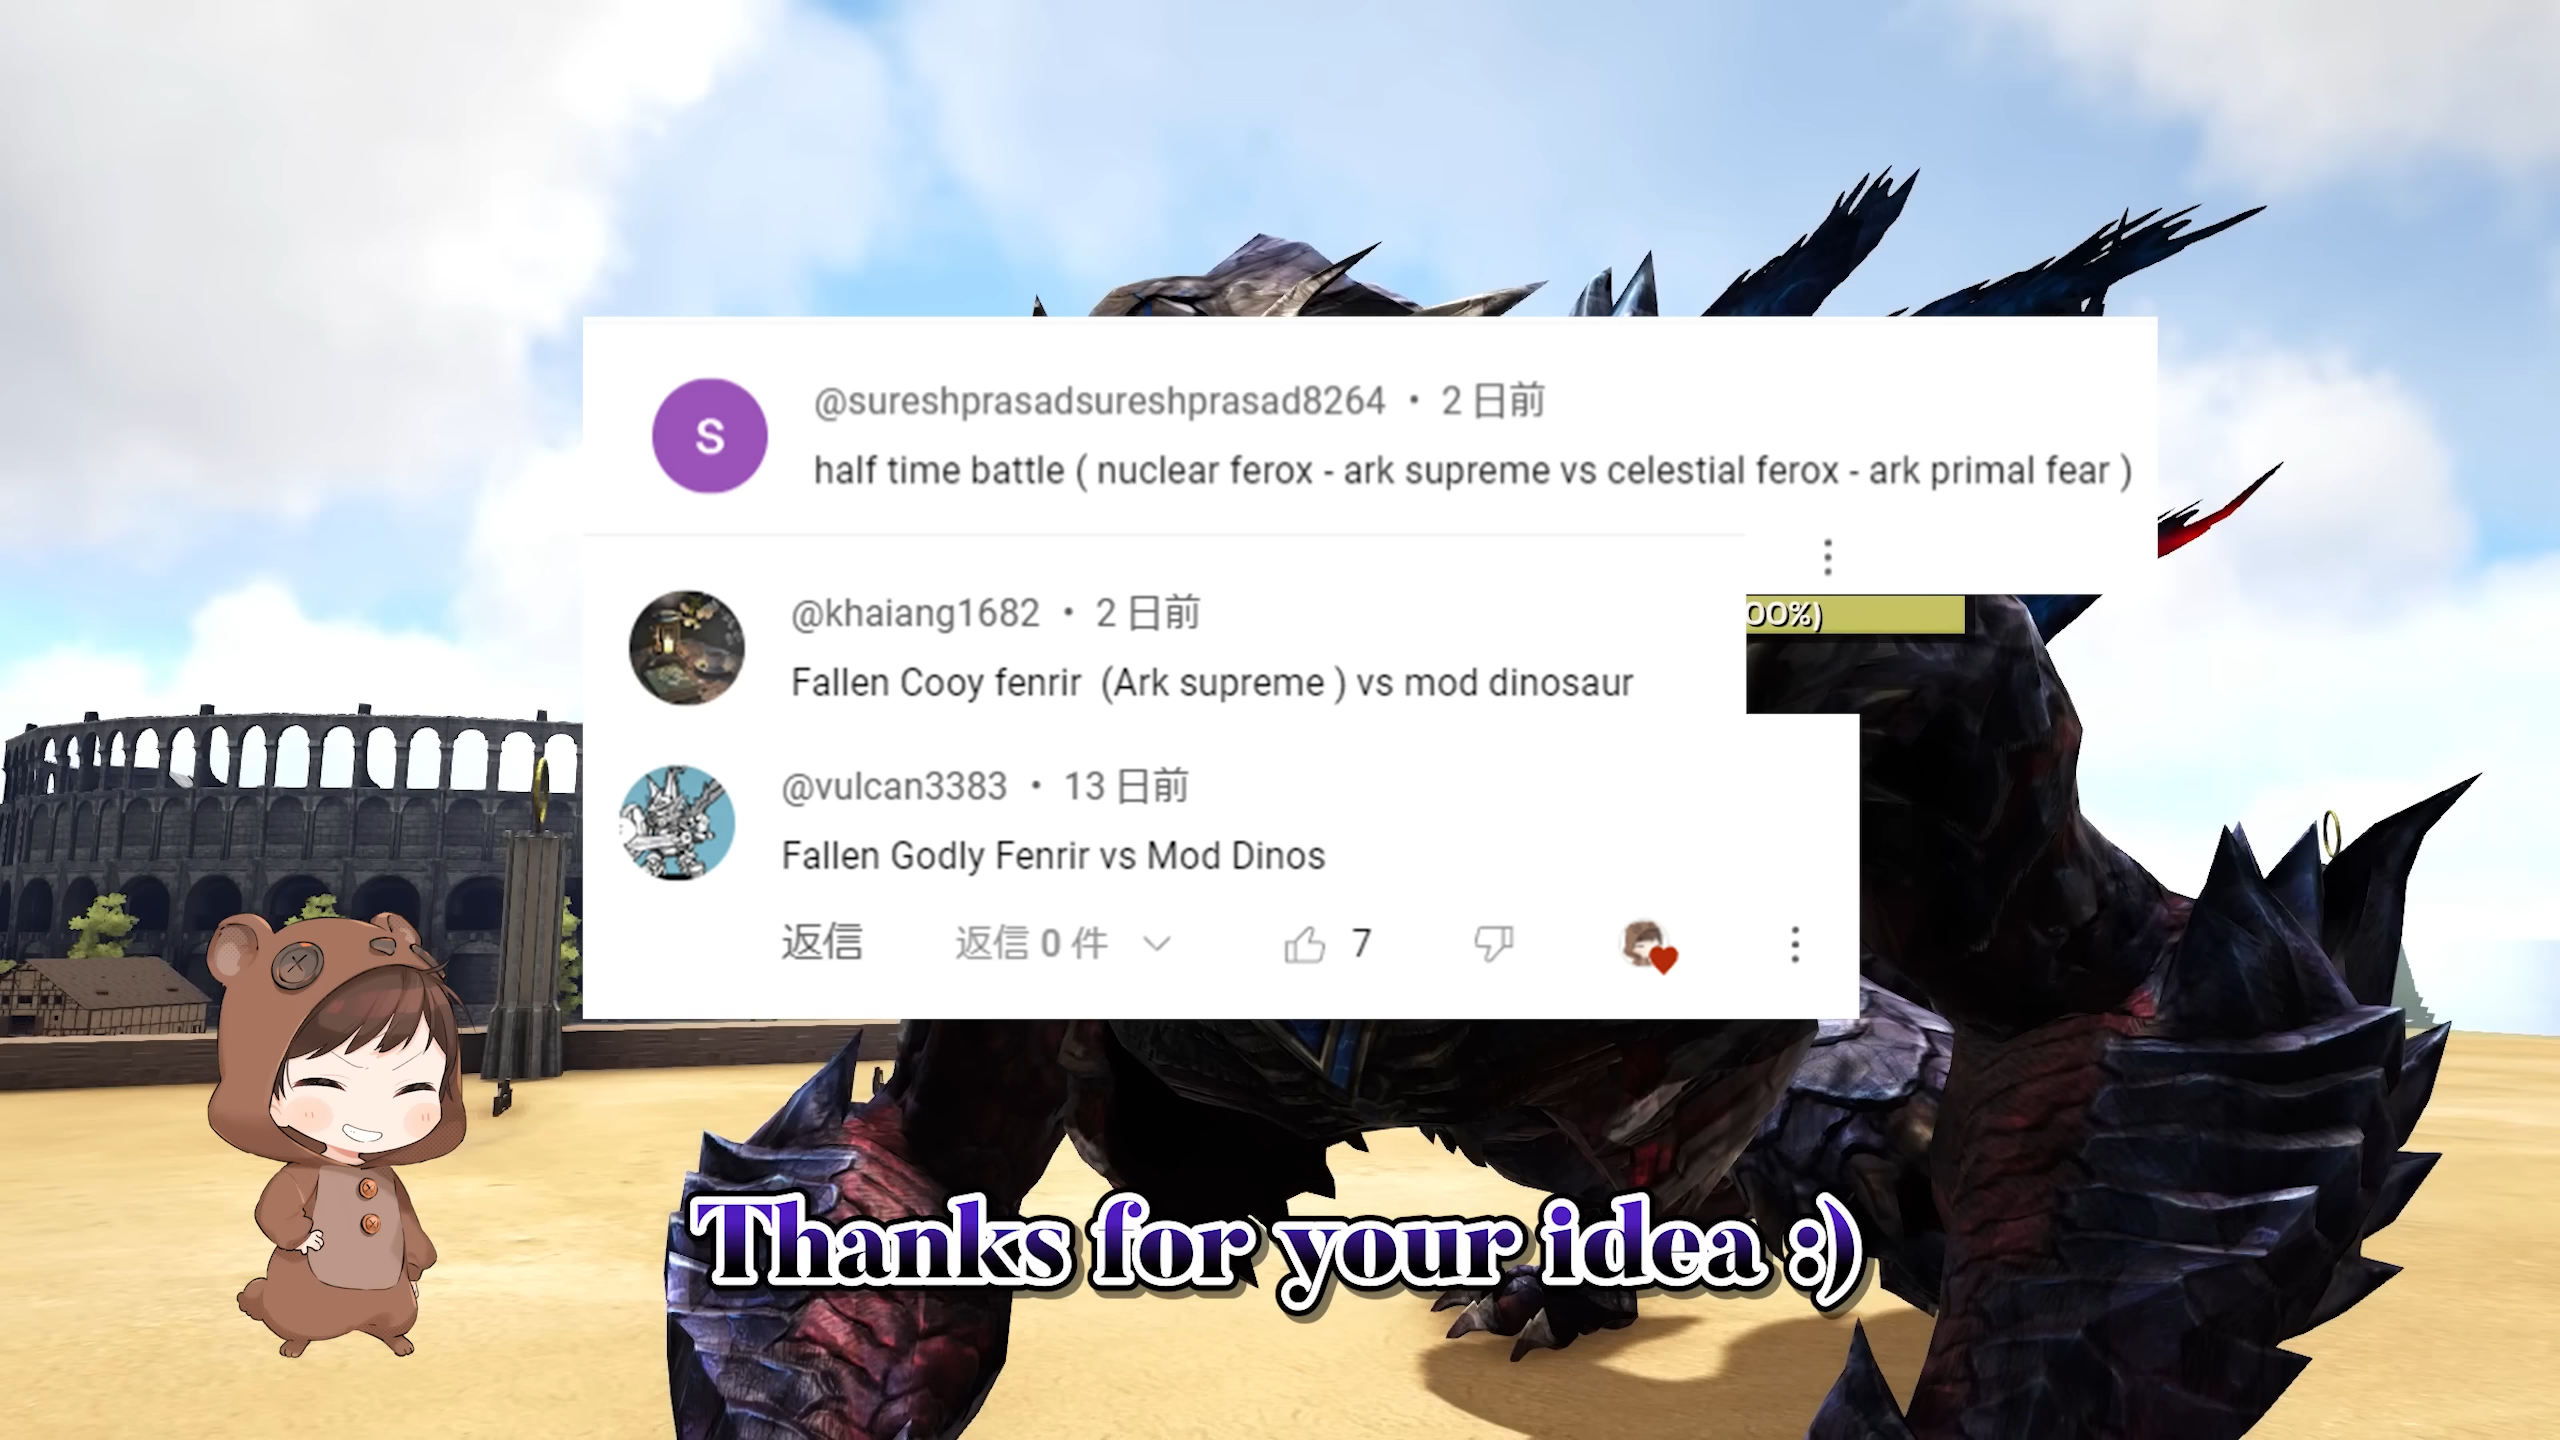 S
@sureshprasadsureshprasad8264 • 2 日前
half time battle ( nuclear ferox - ark supreme vs celestial ferox - ark primal fear )
@khaiang1682 • 2 日前
00%)
Fallen Cooy fenrir (Ark supreme ) vs mod dinosaur
@vulcan3383 • 13 日前
Fallen Godly Fenrir vs Mod Dinos
返信 返信 0 件 7
Thanks for your idea :)